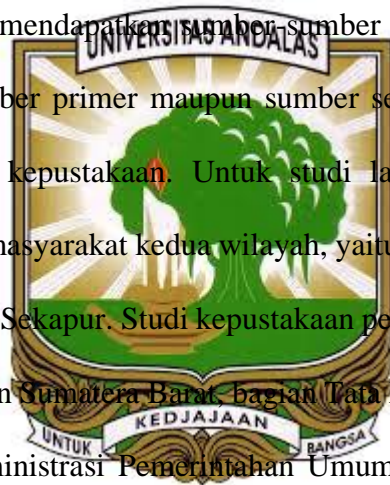 mendapatkan sumber-sumber
UNIVERSITAS ANDALAS
ber primer maupun sumber se
kepustakaan. Untuk studi la
masyarakat kedua wilayah, yaitu
Sekapur. Studi kepustakaan pe
n Sumatera Barat, bagian Tata
KEDJAJAAN
UNTUK BANGSA
ministrasi Pemerintahan Umum